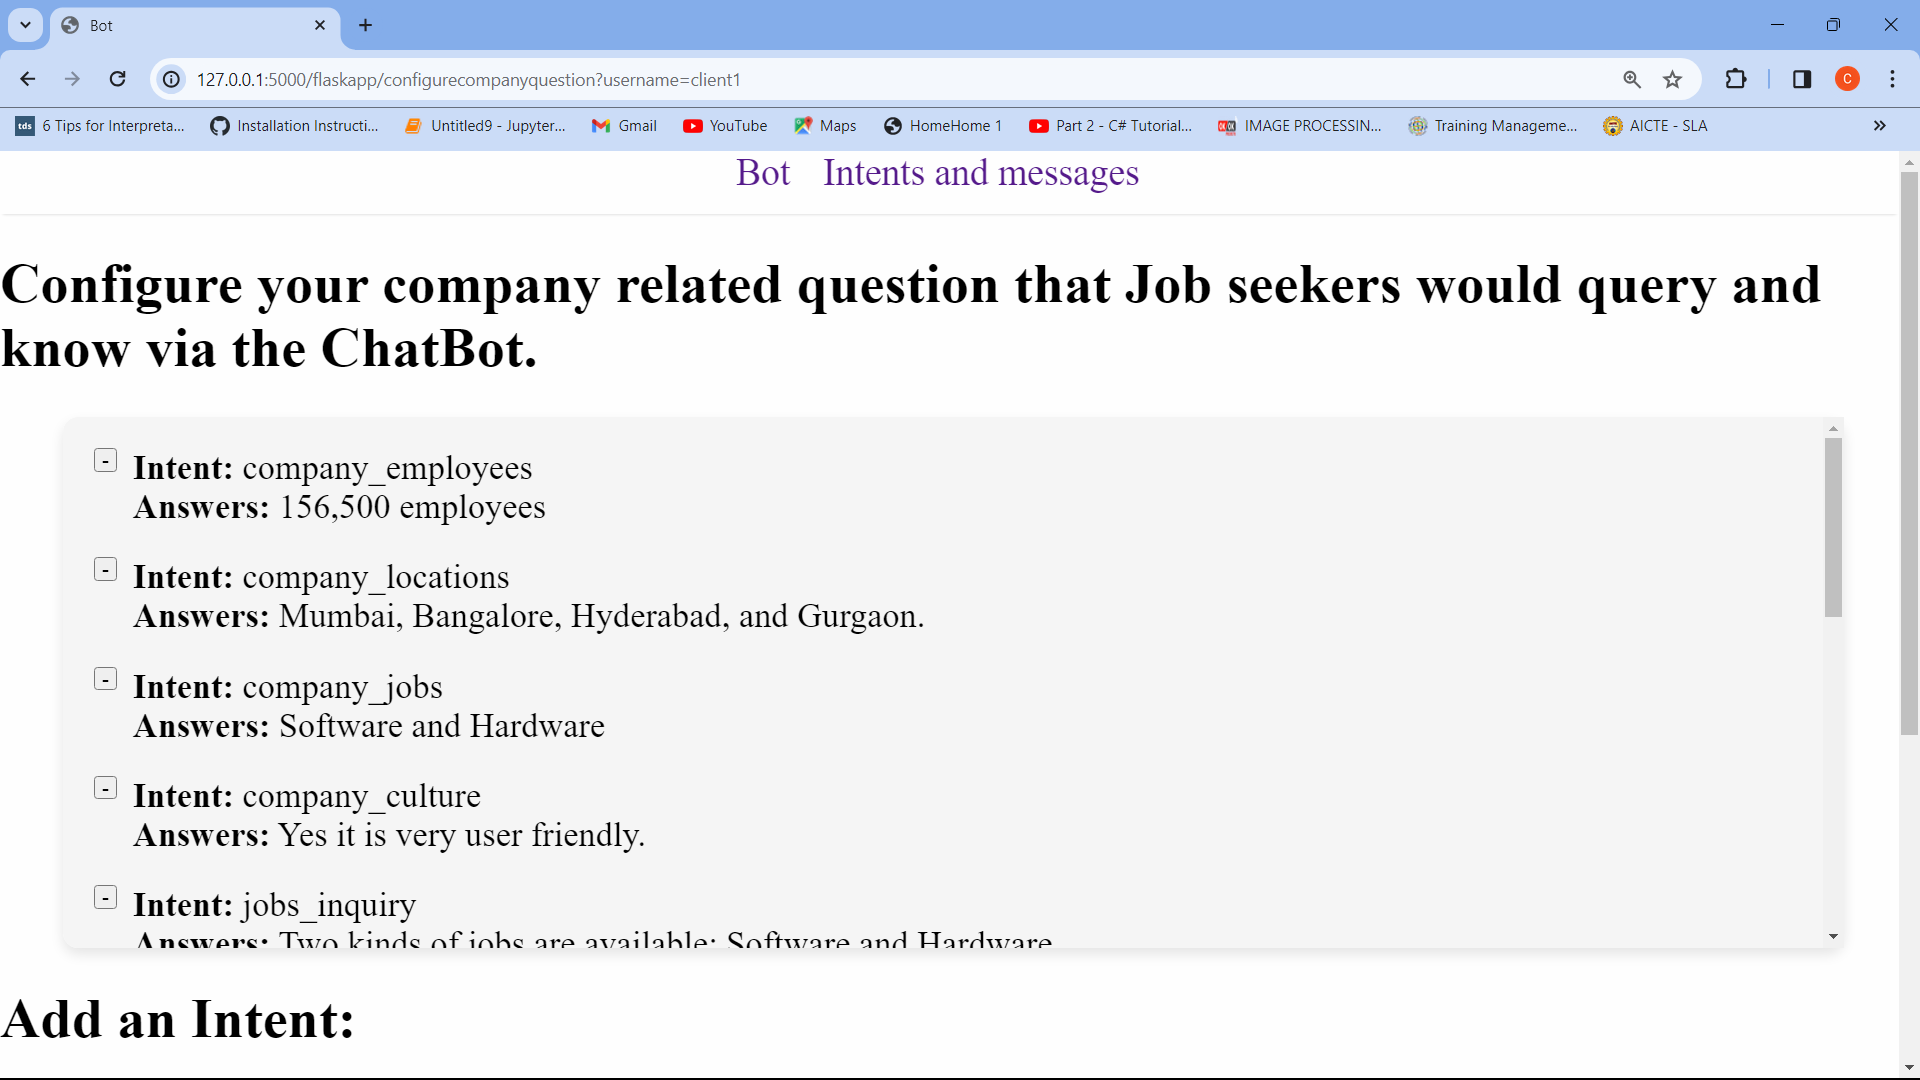 Bot
127.0.0.1:5000/flaskapp/configurecompanyquestion?username=client1
C
tds 6 Tips for Interpreta... Installation Instructi... Untitled9 - Jupyter... Gmail YouTube Maps HomeHome 1 Part 2 - C# Tutorial... IMAGE PROCESSIN... Training Manageme... AICTE - SLA
Bot Intents and messages
Configure your company related question that Job seekers would query and
know via the ChatBot.
- Intent: company_employees
Answers: 156,500 employees
- Intent: company_locations
Answers: Mumbai, Bangalore, Hyderabad, and Gurgaon.
- Intent: company_jobs
Answers: Software and Hardware
- Intent: company_culture
Answers: Yes it is very user friendly.
- Intent: jobs_inquiry
Answers: Two kinds of jobs are available: Software and Hardware
Add an Intent: